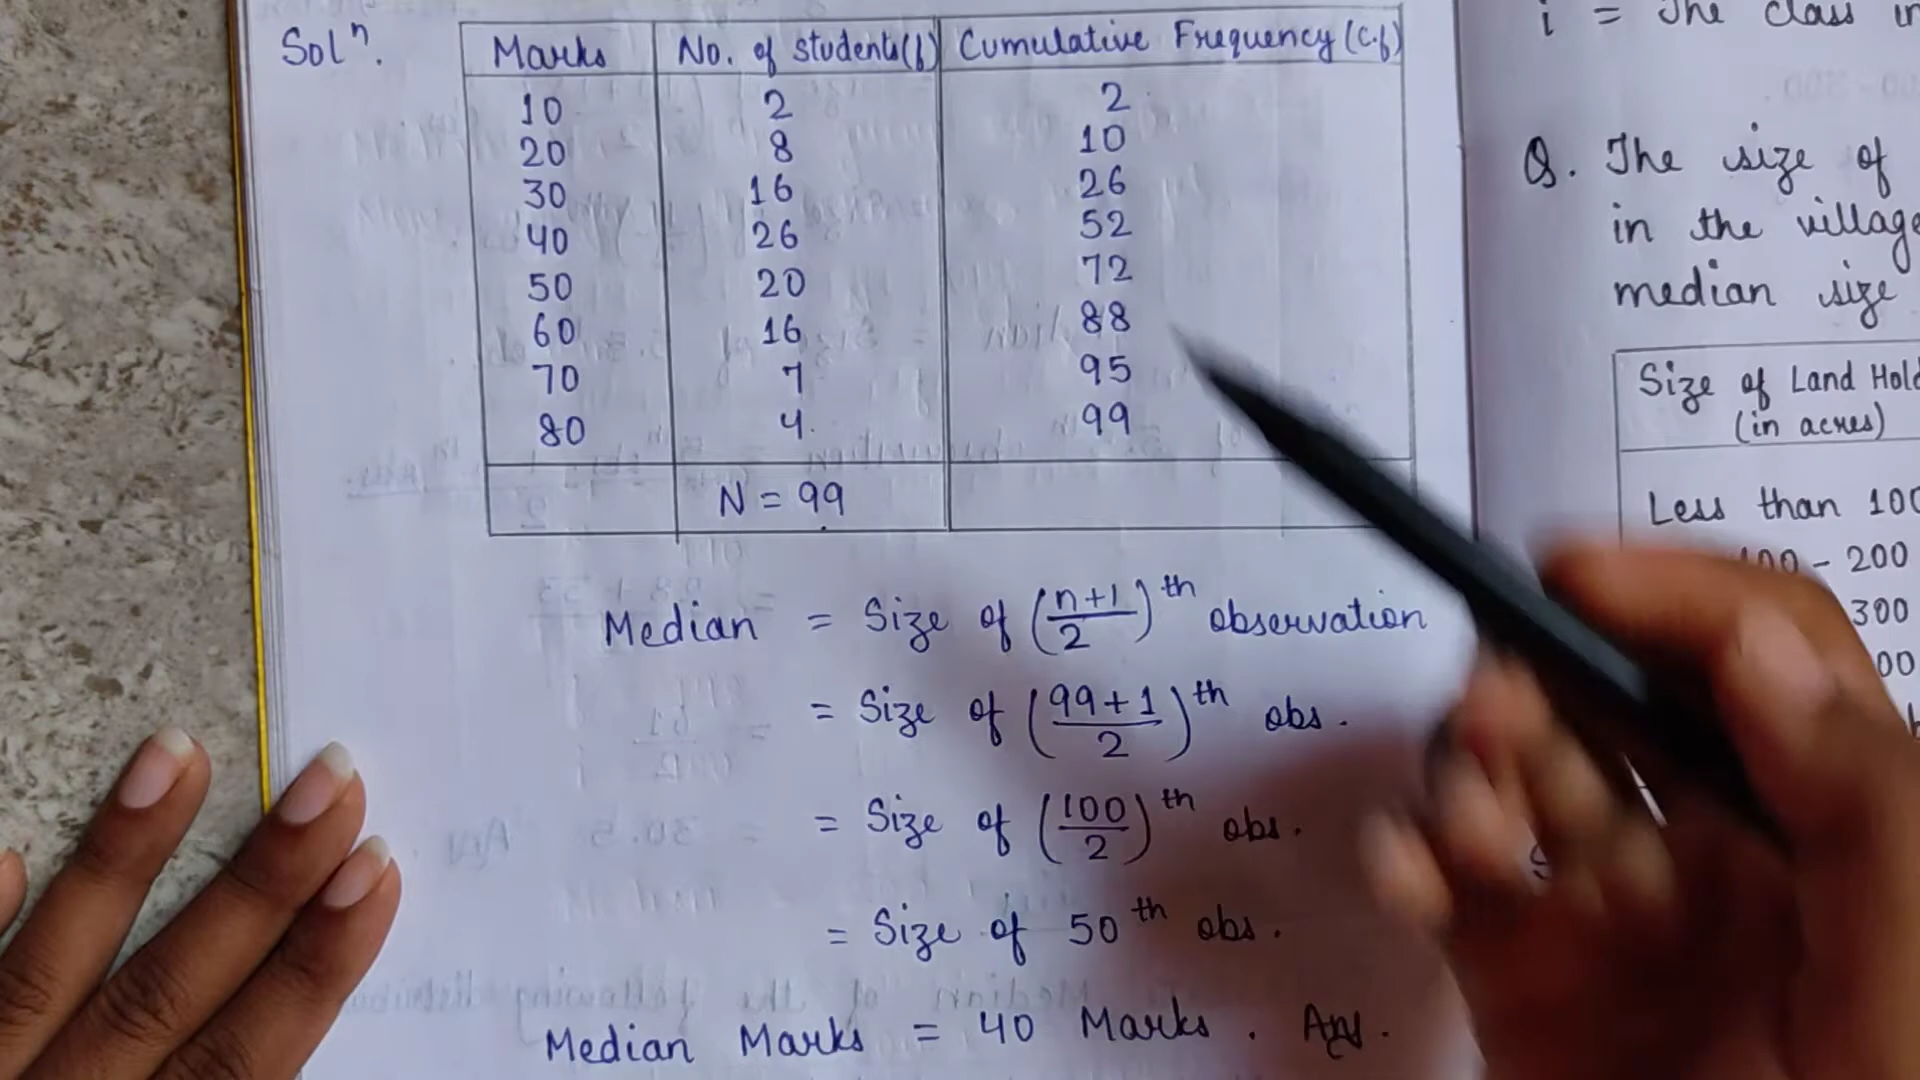 Solⁿ.
Marks No. of students(f) Cumulative Frequency (c.f)
10 2 2
20 8 10
30 16 26
40 26 52
50 20 72
60 16 88
70 7 95
80 4 99
N = 99
Median = Size of (n+1/2)th observation
= Size of (99+1/2)th obs.
= Size of (100/2)th obs.
= Size of 50th obs.
Median Marks = 40 Marks. Ans.
i = The class in
Q. The size of
in the village
median size
Size of Land Hold
(in acres)
Less than 100
100 - 200
300
00